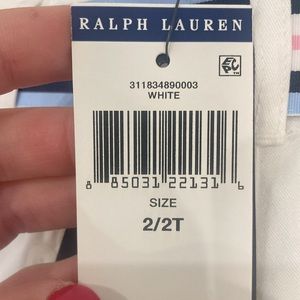 RALPH LAUREN
311834890003
WHITE
8 85031 22131 6
SIZE
2/2T